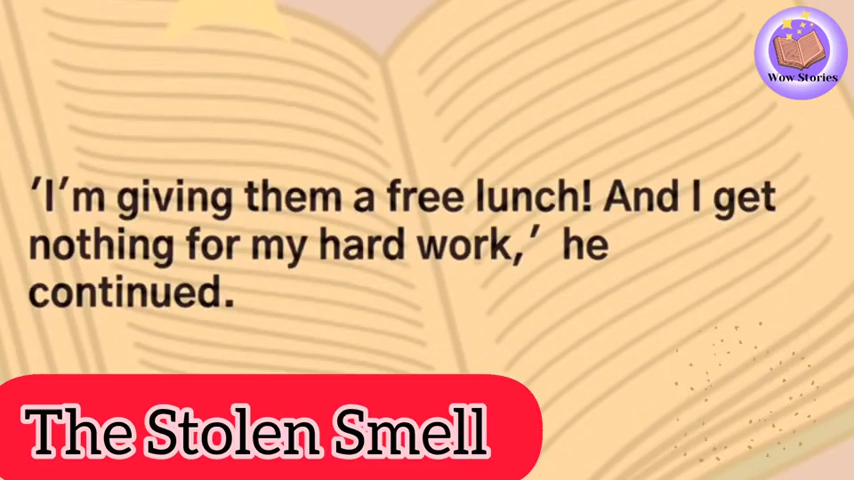 Wow Stories
'I'm giving them a free lunch! And I get
nothing for my hard work,' he
continued.
The Stolen Smell